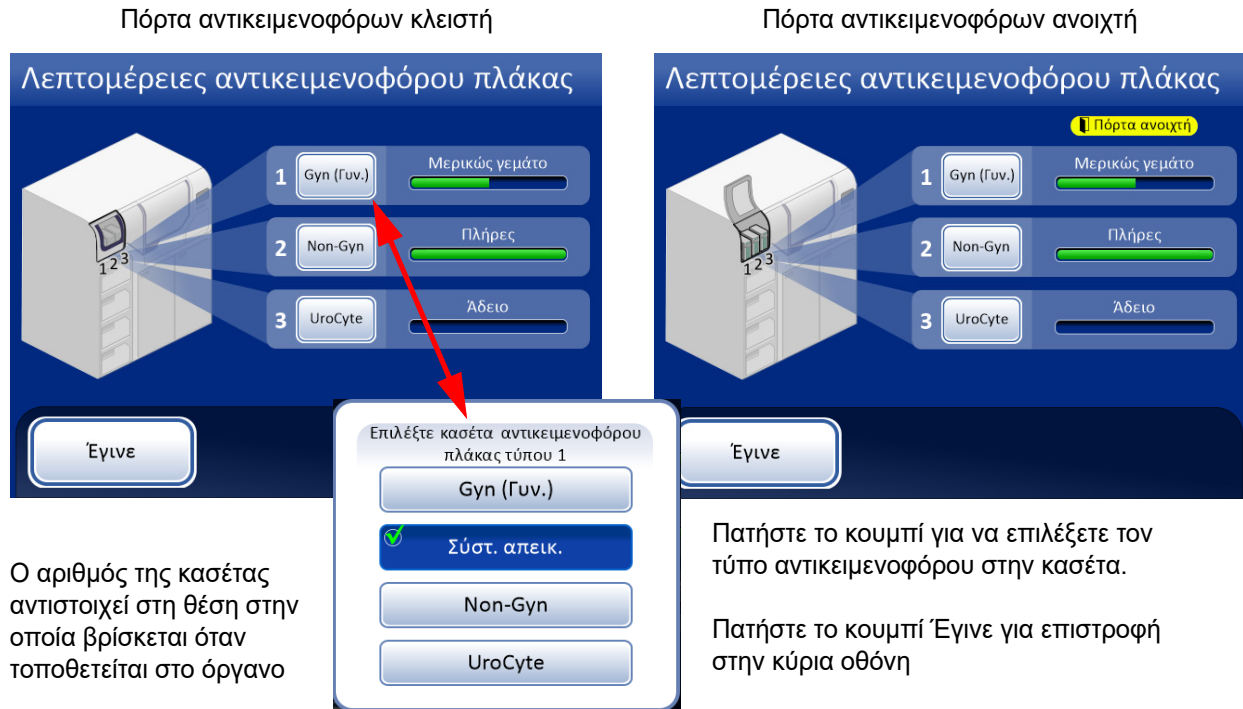 Πόρτα αντικειμενοφόρων κλειστή
Λεπτομέρειες αντικειμενοφόρου πλάκας
1 Gyn (Γυν.) Μερικώς γεμάτο
2 Non-Gyn Πλήρες
3 UroCyte Άδειο
1 2 3
Έγινε
Πόρτα αντικειμενοφόρων ανοιχτή
Λεπτομέρειες αντικειμενοφόρου πλάκας
Πόρτα ανοιχτή
1 Gyn (Γυν.) Μερικώς γεμάτο
2 Non-Gyn Πλήρες
3 UroCyte Άδειο
1 2 3
Έγινε
Επιλέξτε κασέτα αντικειμενοφόρου
πλάκας τύπου 1
Gyn (Γυν.)
Σύστ. απεικ.
Non-Gyn
UroCyte
Ο αριθμός της κασέτας
αντιστοιχεί στη θέση στην
οποία βρίσκεται όταν
τοποθετείται στο όργανο
Πατήστε το κουμπί για να επιλέξετε τον
τύπο αντικειμενοφόρου στην κασέτα.
Πατήστε το κουμπί Έγινε για επιστροφή
στην κύρια οθόνη